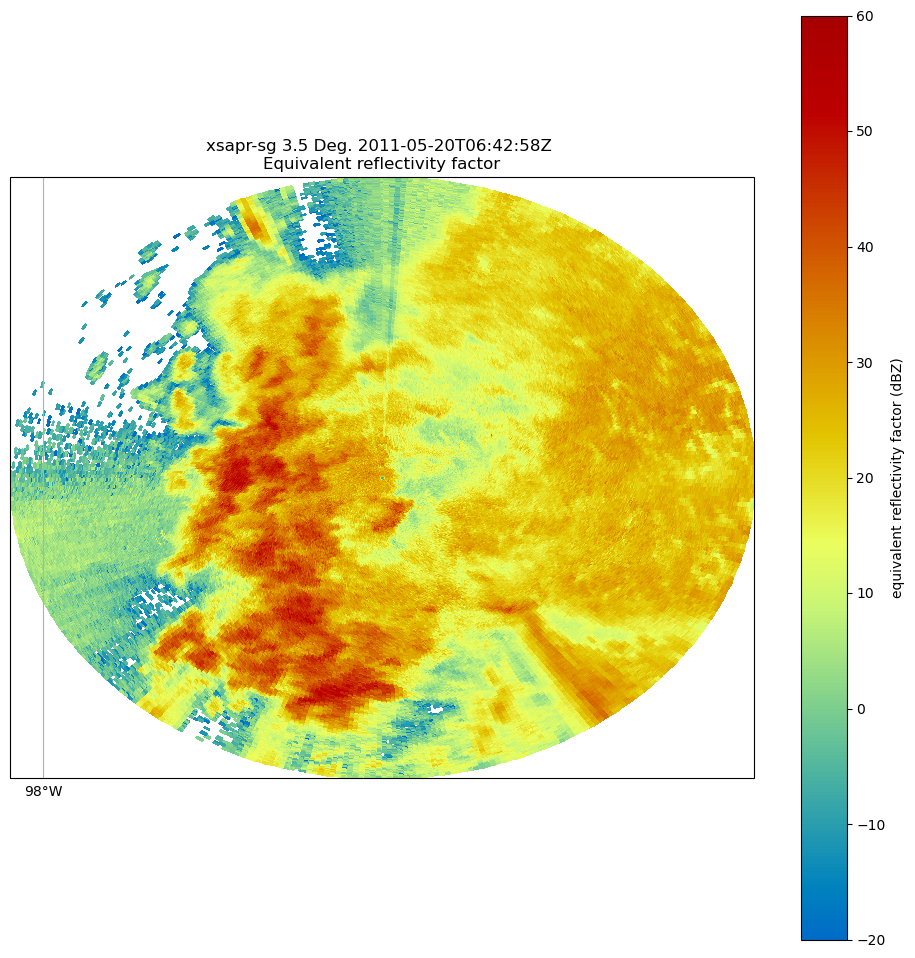 xsapr-sg 3.5 Deg. 2011-05-20T06:42:58Z
Equivalent reflectivity factor
60
50
40
30
20
10
0
−10
−20
equivalent reflectivity factor (dBZ)
98°W